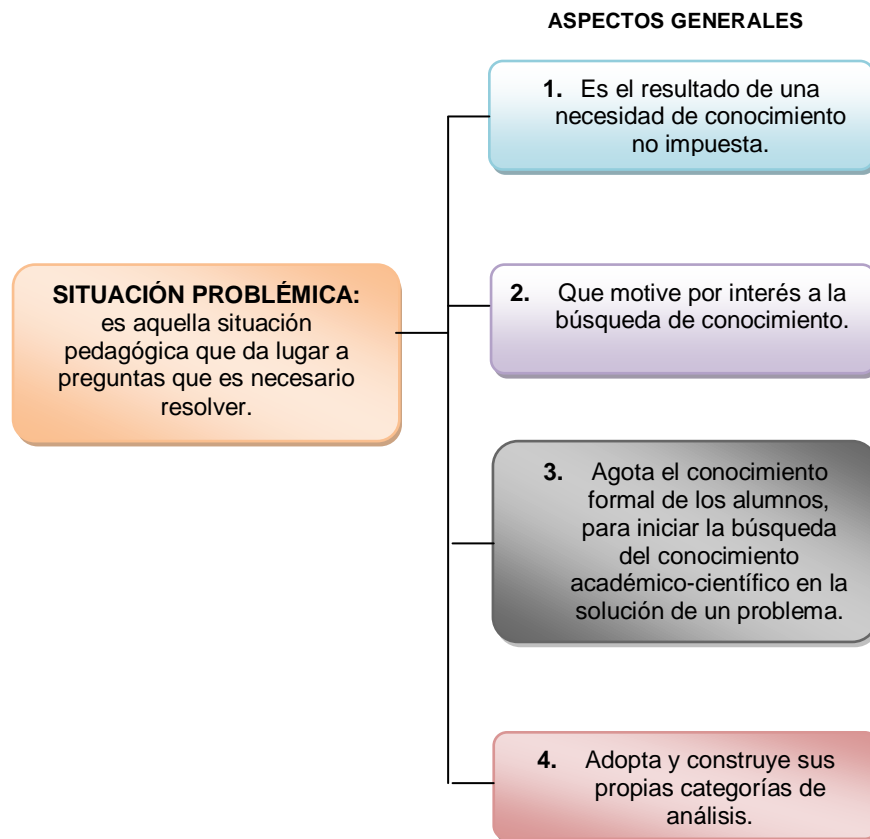 ASPECTOS GENERALES
1. Es el resultado de una
necesidad de conocimiento
no impuesta.
SITUACIÓN PROBLÉMICA:
es aquella situación
pedagógica que da lugar a
preguntas que es necesario
resolver.
2. Que motive por interés a la
búsqueda de conocimiento.
3. Agota el conocimiento
formal de los alumnos,
para iniciar la búsqueda
del conocimiento
académico-científico en la
solución de un problema.
4. Adopta y construye sus
propias categorías de
análisis.